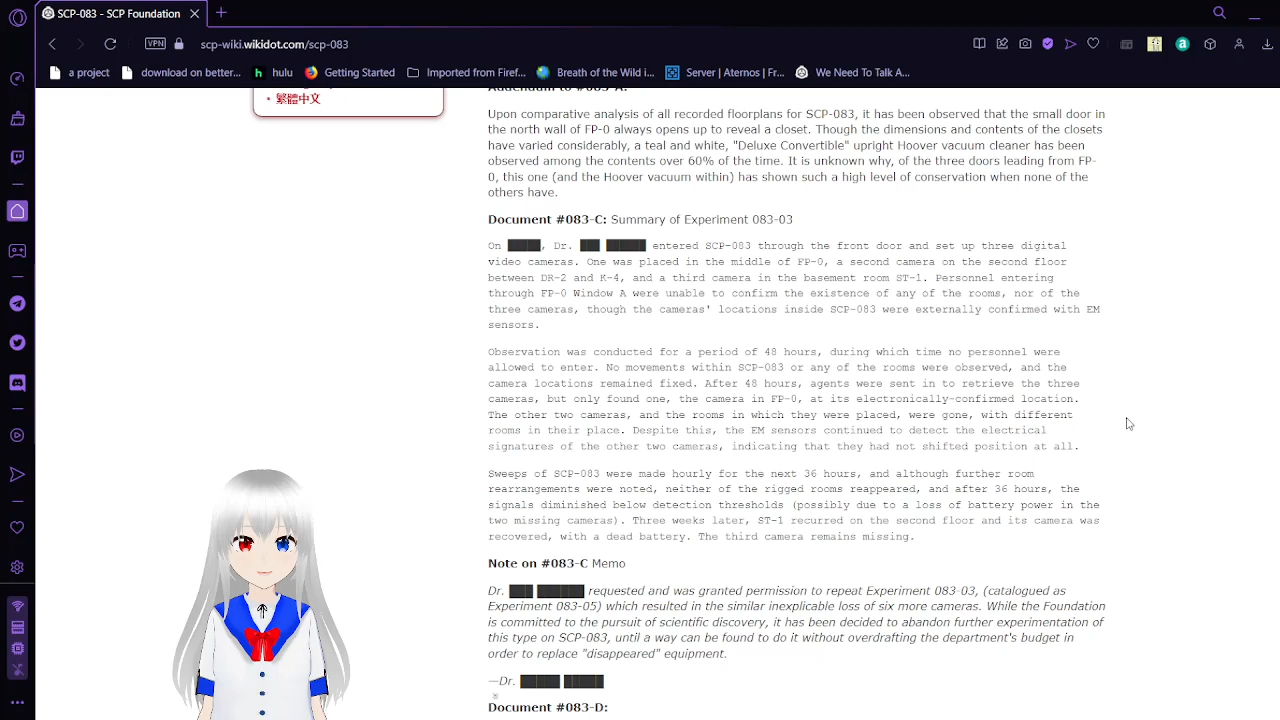 SCP-083 - SCP Foundation
VPN
scp-wiki.wikidot.com/scp-083
a project
download on better...
hulu
Getting Started
Imported from Firef...
Breath of the Wild i...
Server | Aternos | Fr...
We Need To Talk A...
繁體中文
Addendum to #083-A:
Upon comparative analysis of all recorded floorplans for SCP-083, it has been observed that the small door in
the north wall of FP-0 always opens up to reveal a closet. Though the dimensions and contents of the closets
have varied considerably, a teal and white, "Deluxe Convertible" upright Hoover vacuum cleaner has been
observed among the contents over 60% of the time. It is unknown why, of the three doors leading from FP-
0, this one (and the Hoover vacuum within) has shown such a high level of conservation when none of the
others have.
Document #083-C: Summary of Experiment 083-03
On █████, Dr. ███ ██████ entered SCP-083 through the front door and set up three digital
video cameras. One was placed in the middle of FP-0, a second camera on the second floor
between DR-2 and K-4, and a third camera in the basement room ST-1. Personnel entering
through FP-0 Window A were unable to confirm the existence of any of the rooms, nor of the
three cameras, though the cameras' locations inside SCP-083 were externally confirmed with EM
sensors.
Observation was conducted for a period of 48 hours, during which time no personnel were
allowed to enter. No movements within SCP-083 or any of the rooms were observed, and the
camera locations remained fixed. After 48 hours, agents were sent in to retrieve the three
cameras, but only found one, the camera in FP-0, at its electronically-confirmed location.
The other two cameras, and the rooms in which they were placed, were gone, with different
rooms in their place. Despite this, the EM sensors continued to detect the electrical
signatures of the other two cameras, indicating that they had not shifted position at all.
Sweeps of SCP-083 were made hourly for the next 36 hours, and although further room
rearrangements were noted, neither of the rigged rooms reappeared, and after 36 hours, the
signals diminished below detection thresholds (possibly due to a loss of battery power in the
two missing cameras). Three weeks later, ST-1 recurred on the second floor and its camera was
recovered, with a dead battery. The third camera remains missing.
Note on #083-C Memo
Dr. ███ ██████ requested and was granted permission to repeat Experiment 083-03, (catalogued as
Experiment 083-05) which resulted in the similar inexplicable loss of six more cameras. While the Foundation
is committed to the pursuit of scientific discovery, it has been decided to abandon further experimentation of
this type on SCP-083, until a way can be found to do it without overdrafting the department's budget in
order to replace "disappeared" equipment.
—Dr. █████ █████
Document #083-D: